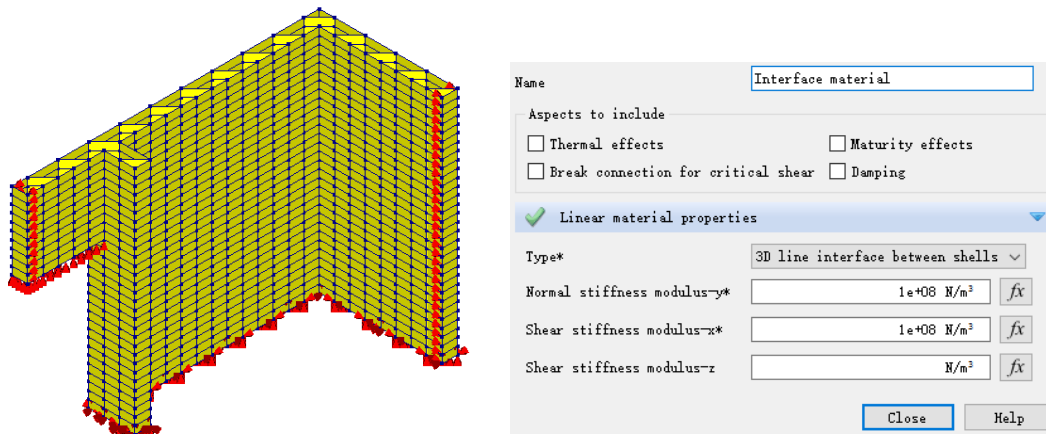 Name Interface material
Aspects to include
Thermal effects Maturity effects
Break connection for critical shear Damping
Linear material properties
Type* 3D line interface between shells
Normal stiffness modulus-y* 1e+08 N/m³ fx
Shear stiffness modulus-x* 1e+08 N/m³ fx
Shear stiffness modulus-z N/m³ fx
Close Help